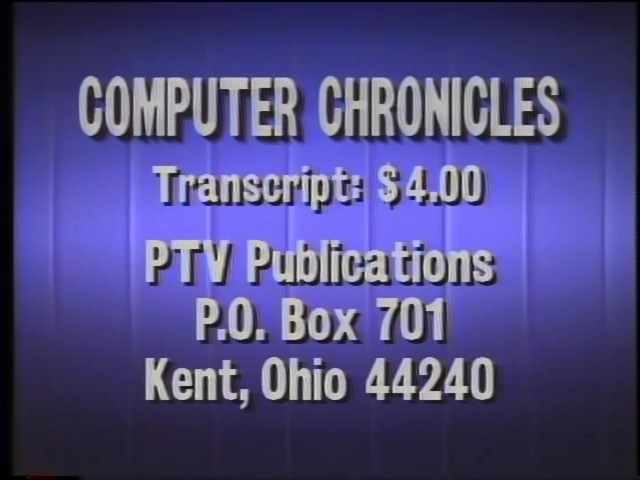 COMPUTER CHRONICLES
Transcript: $4.00
PTV Publications
P.O. Box 701
Kent, Ohio 44240